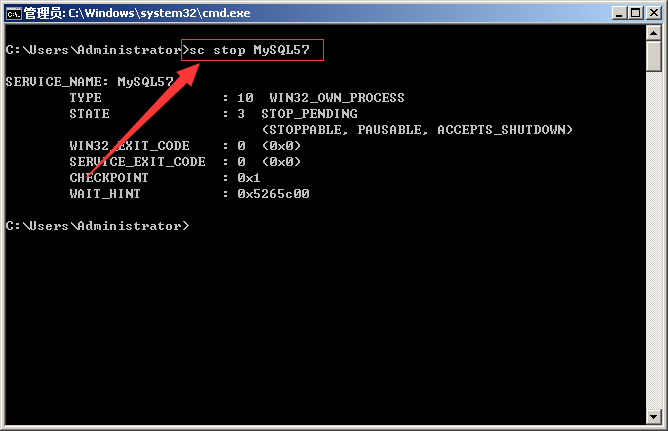 管理员: C:\Windows\system32\cmd.exe
C:\Users\Administrator>sc stop MySQL57
SERVICE_NAME: MySQL57
TYPE : 10 WIN32_OWN_PROCESS
STATE : 3 STOP_PENDING
(STOPPABLE, PAUSABLE, ACCEPTS_SHUTDOWN)
WIN32_EXIT_CODE : 0 (0x0)
SERVICE_EXIT_CODE : 0 (0x0)
CHECKPOINT : 0x1
WAIT_HINT : 0x5265c00
C:\Users\Administrator>